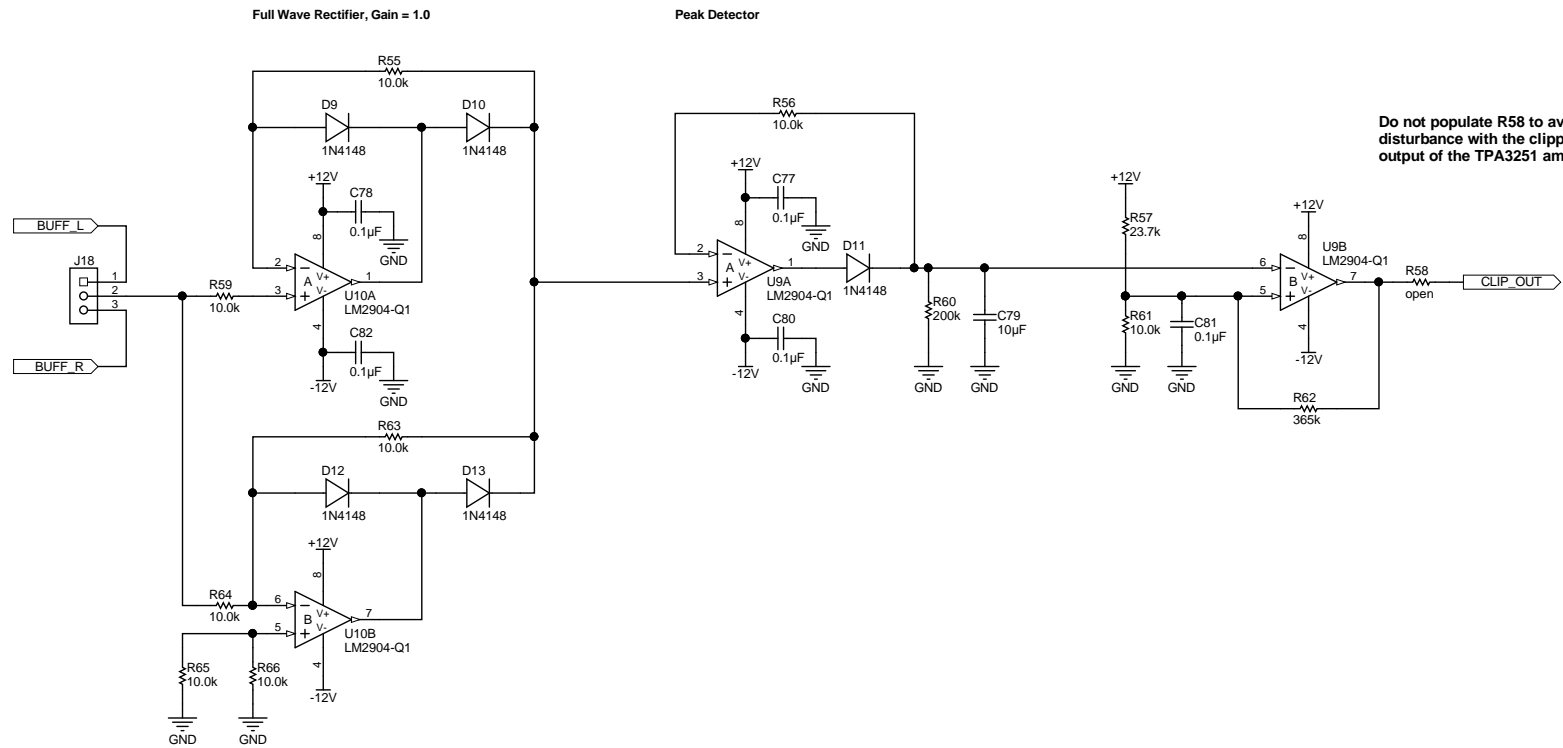 Full Wave Rectifier, Gain = 1.0
Peak Detector
R55
10.0k
D9
1N4148
D10
1N4148
+12V
C78
0.1µF
GND
8
2
3
A
V+
V-
1
U10A
LM2904-Q1
4
C82
0.1µF
GND
-12V
BUFF_L
J18
1
2
3
BUFF_R
R59
10.0k
R63
10.0k
D12
1N4148
D13
1N4148
+12V
8
R64
10.0k
6
5
B
V+
V-
7
U10B
LM2904-Q1
4
-12V
R65
10.0k
R66
10.0k
GND
GND
R56
10.0k
+12V
C77
0.1µF
GND
8
2
3
A
V+
V-
1
U9A
LM2904-Q1
4
C80
0.1µF
GND
-12V
D11
1N4148
R60
200k
C79
10µF
GND
GND
Do not populate R58 to av
disturbance with the clipp
output of the TPA3251 am
+12V
R57
23.7k
R61
10.0k
C81
0.1µF
GND
GND
+12V
8
U9B
LM2904-Q1
6
5
B
V+
V-
7
4
-12V
R58
open
CLIP_OUT
R62
365k